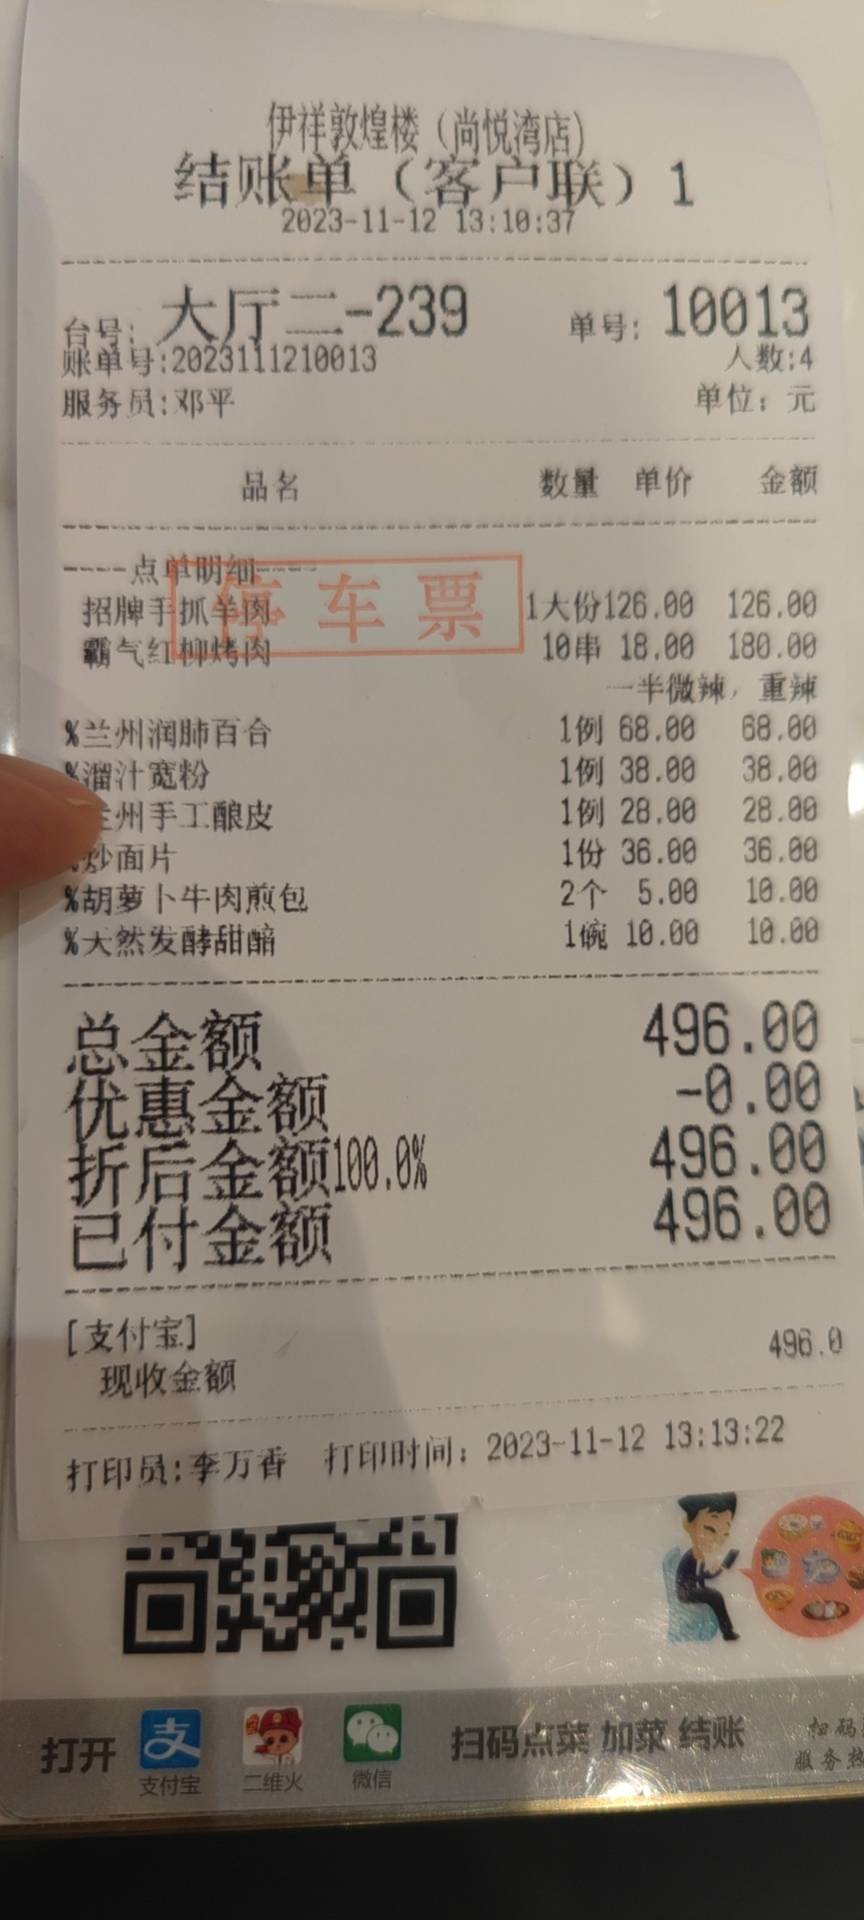 伊祥敦煌楼（尚悦湾店）
结账单（客户联）1
2023-11-12 13:10:37
台号: 大厅二-239 单号: 10013
账单号:2023111210013 人数:4
服务员:邓平 单位: 元
品名 数量 单价 金额
----点单明细----
停车票
招牌手抓羊肉 1大份126.00 126.00
霸气红柳烤肉 10串 18.00 180.00
一半微辣，重辣
%兰州润肺百合 1例 68.00 68.00
%溜汁宽粉 1例 38.00 38.00
兰州手工酿皮 1例 28.00 28.00
炒面片 1份 36.00 36.00
%胡萝卜牛肉煎包 2个 5.00 10.00
%天然发酵甜醅 1碗 10.00 10.00
总金额 496.00
优惠金额 -0.00
折后金额100.0% 496.00
已付金额 496.00
[支付宝] 496.0
现收金额
打印员:李万香 打印时间: 2023-11-12 13:13:22
打开 支 支付宝 二维火 微信 扫码点菜 加菜 结账
扫码
服务热